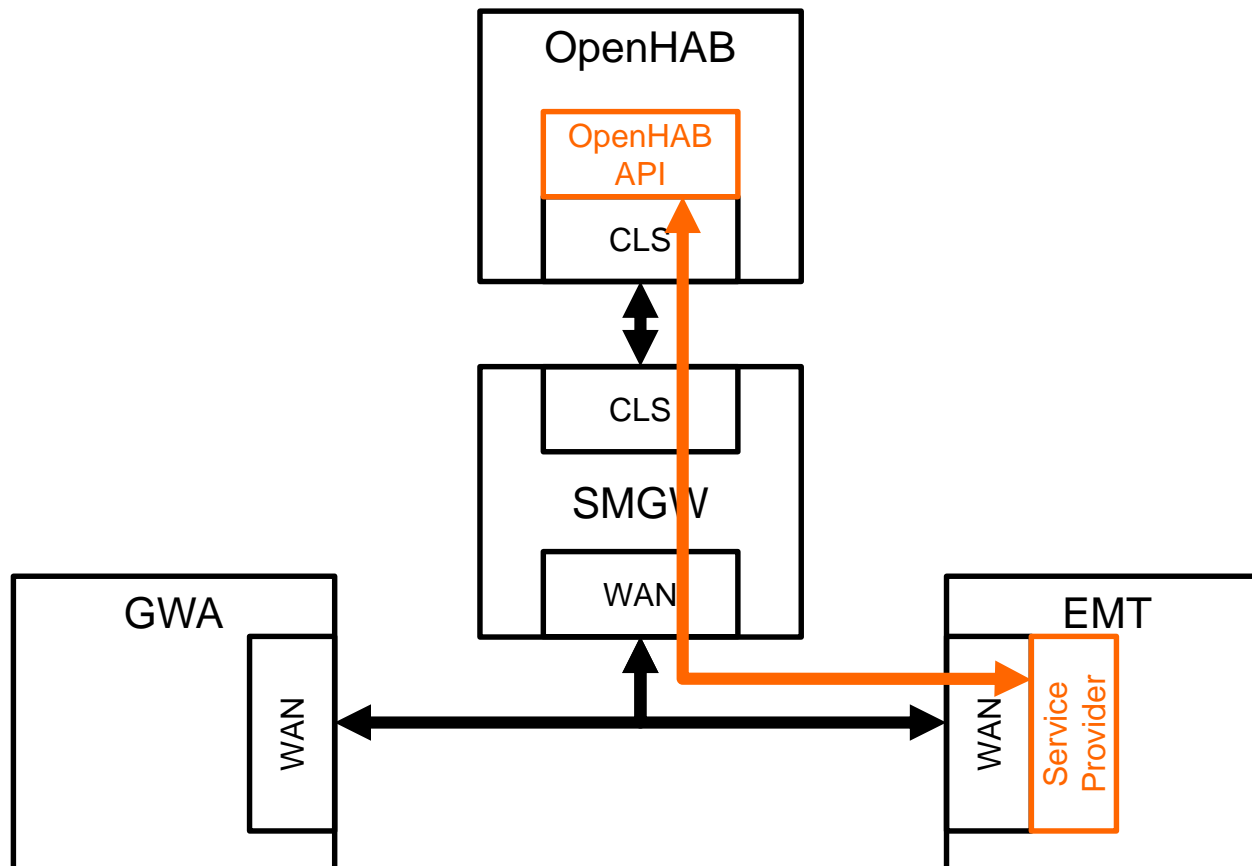 OpenHAB
OpenHAB
API
CLS
CLS
SMGW
WAN
GWA
WAN
EMT
WAN
Service
Provider